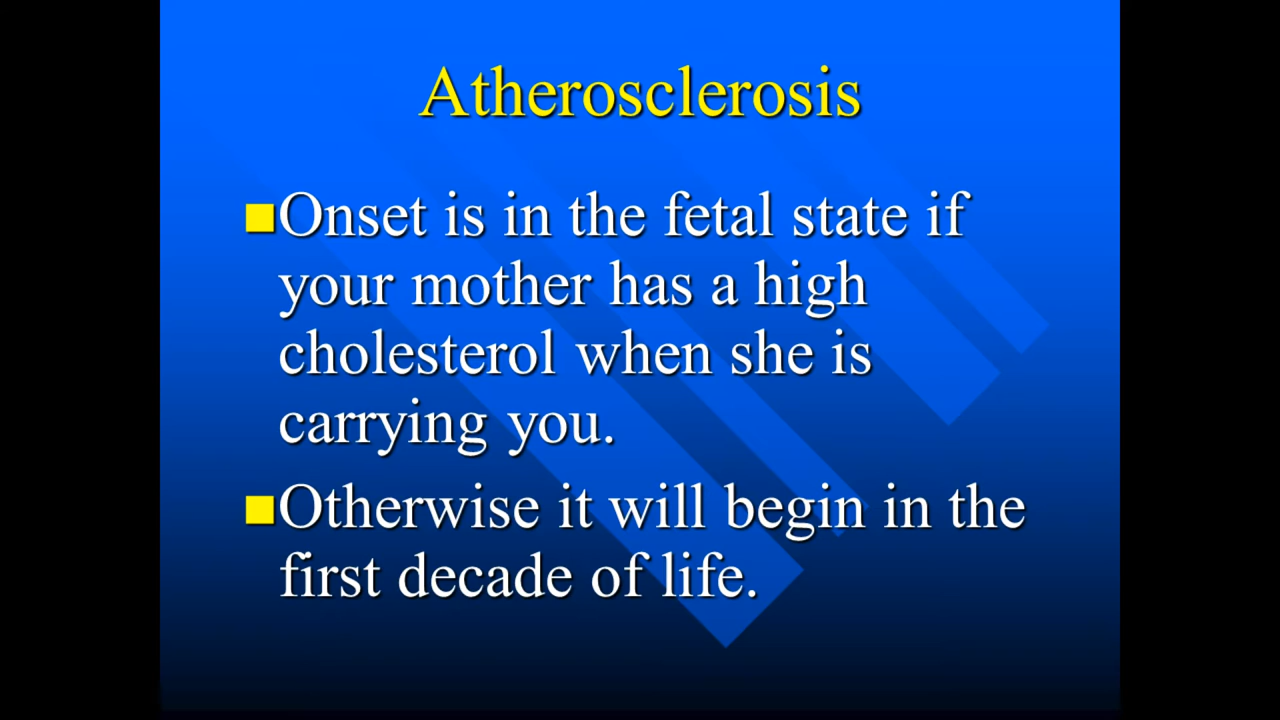 Atherosclerosis
Onset is in the fetal state if
your mother has a high
cholesterol when she is
carrying you.
Otherwise it will begin in the
first decade of life.